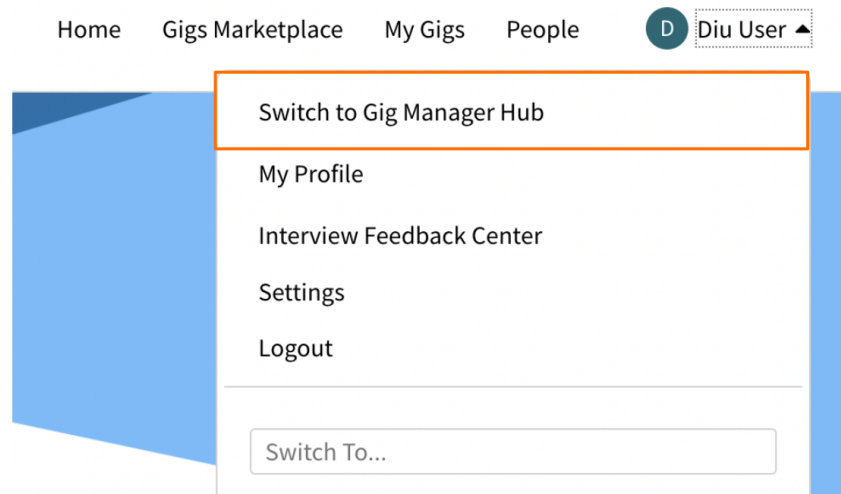 Home Gigs Marketplace My Gigs People D Diu User
Switch to Gig Manager Hub
My Profile
Interview Feedback Center
Settings
Logout
Switch To...